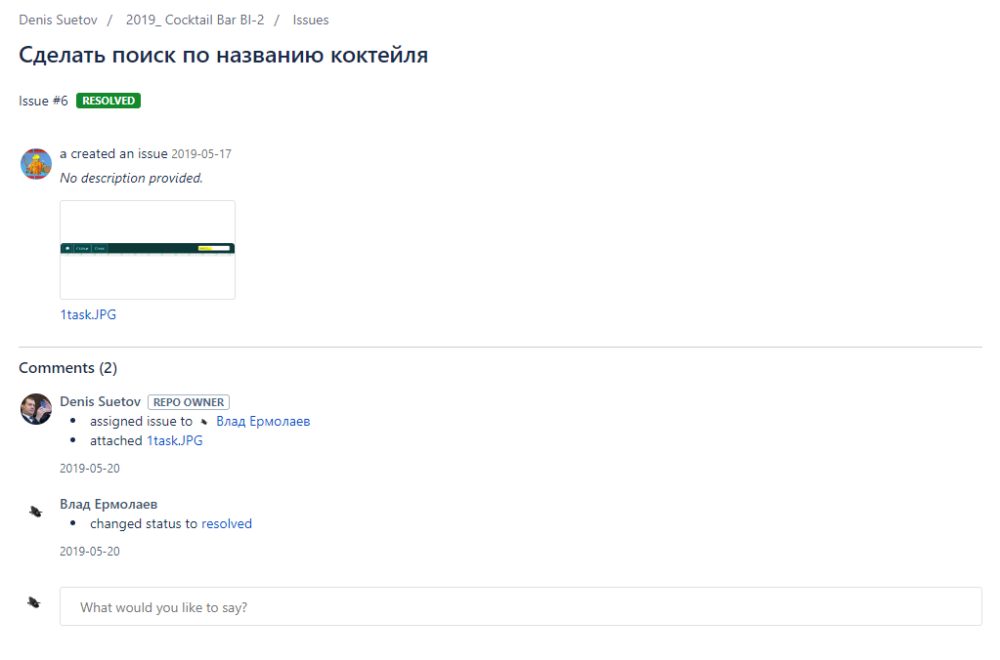 Denis Suetov / 2019_ Cocktail Bar BI-2 / Issues
Сделать поиск по названию коктейля
Issue #6 RESOLVED
a created an issue 2019-05-17
No description provided.
1task.JPG
Comments (2)
Denis Suetov REPO OWNER
• assigned issue to Влад Ермолаев
• attached 1task.JPG
2019-05-20
Влад Ермолаев
• changed status to resolved
2019-05-20
What would you like to say?